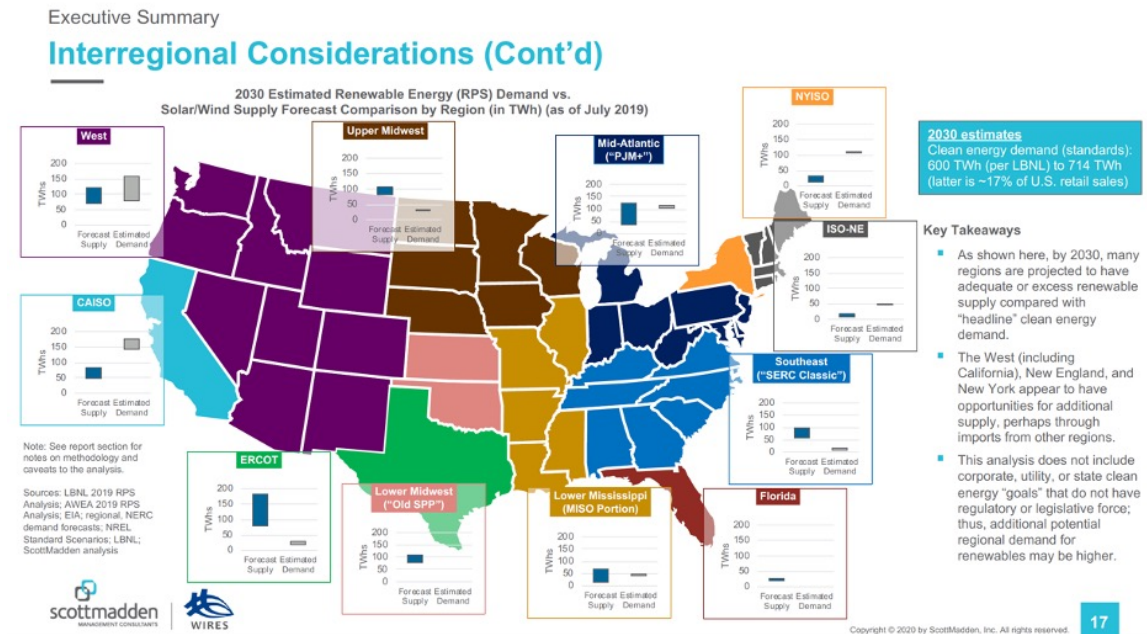 Executive Summary
Interregional Considerations (Cont'd)
2030 Estimated Renewable Energy (RPS) Demand vs.
Solar/Wind Supply Forecast Comparison by Region (in TWh) (as of July 2019)
West
200
150
100
50
0
TWhs
Forecast Estimated
Supply Demand
Upper Midwest
200
150
100
50
0
TWhs
Forecast Estimated
Supply Demand
Mid-Atlantic
("PJM+")
200
150
100
50
0
TWhs
Forecast Estimated
Supply Demand
NYISO
200
150
100
50
0
TWhs
Forecast Estimated
Supply Demand
ISO-NE
200
150
100
50
0
TWhs
Forecast Estimated
Supply Demand
CAISO
200
150
100
50
0
TWhs
Forecast Estimated
Supply Demand
Southeast
("SERC Classic")
200
150
100
50
0
TWhs
Forecast Estimated
Supply Demand
ERCOT
200
150
100
50
0
TWhs
Forecast Estimated
Supply Demand
Lower Midwest
("Old SPP")
200
150
100
50
0
TWhs
Forecast Estimated
Supply Demand
Lower Mississippi
(MISO Portion)
200
150
100
50
0
TWhs
Forecast Estimated
Supply Demand
Florida
200
150
100
50
0
TWhs
Forecast Estimated
Supply Demand
2030 estimates
Clean energy demand (standards):
600 TWh (per LBNL) to 714 TWh
(latter is ~17% of U.S. retail sales)
Key Takeaways
As shown here, by 2030, many
regions are projected to have
adequate or excess renewable
supply compared with
"headline" clean energy
demand.
The West (including
California), New England, and
New York appear to have
opportunities for additional
supply, perhaps through
imports from other regions.
This analysis does not include
corporate, utility, or state clean
energy "goals" that do not have
regulatory or legislative force;
thus, additional potential
regional demand for
renewables may be higher.
Note: See report section for
notes on methodology and
caveats to the analysis.
Sources: LBNL 2019 RPS
Analysis; AWEA 2019 RPS
Analysis; EIA; regional, NERC
demand forecasts; NREL
Standard Scenarios; LBNL;
ScottMadden analysis
scottmadden
MANAGEMENT CONSULTANTS
WIRES
Copyright © 2020 by ScottMadden, Inc. All rights reserved.
17